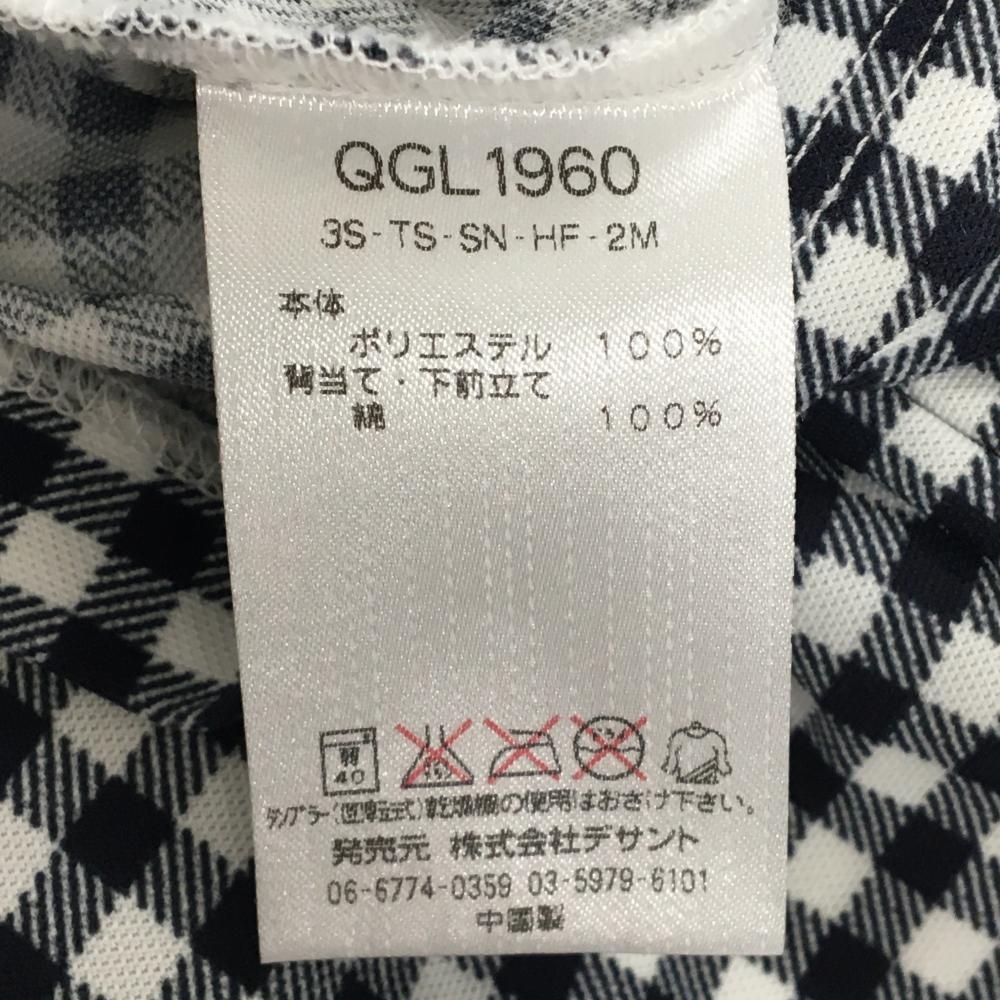 QGL1960
3S-TS-SN-HF-2M
本体
ポリエステル 100%
背当て・下前立て
綿 100%
弱
40
タンブラー（回転式）乾燥機の使用はおさけ下さい。
発売元 株式会社デサント
06-6774-0359 03-5979-6101
中国製